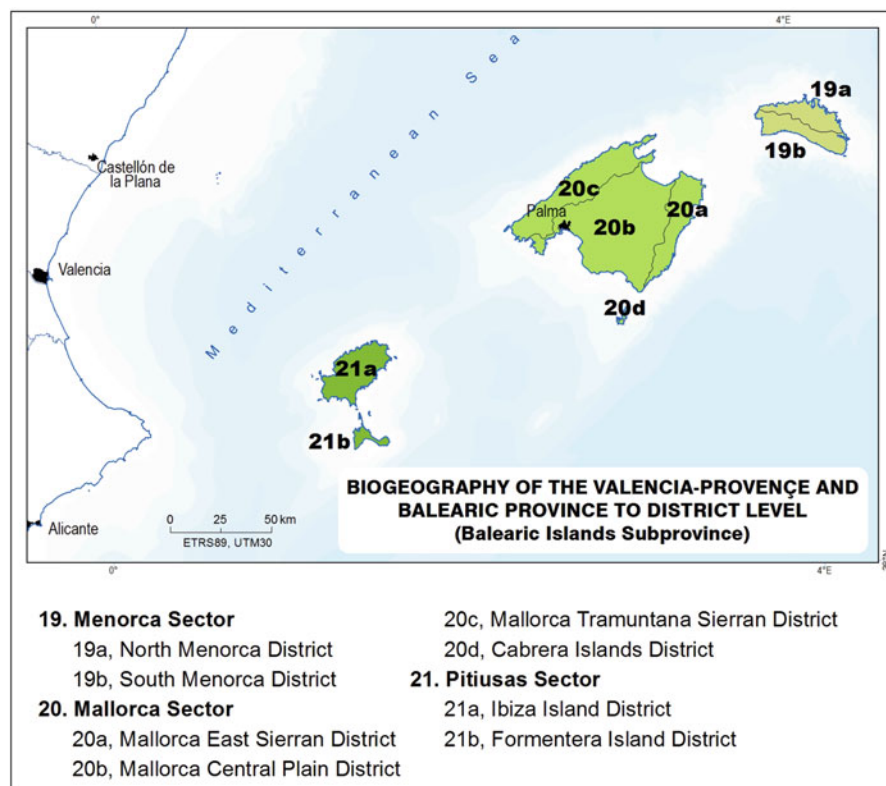 0°
4°E
19a
19b
Castellón de
la Plana
Mediterranean Sea
20c
Palma
20b
20a
Valencia
20d
21a
21b
BIOGEOGRAPHY OF THE VALENCIA-PROVENÇE AND
BALEARIC PROVINCE TO DISTRICT LEVEL
(Balearic Islands Subprovince)
Alicante
0 25 50 km
ETRS89, UTM30
0°
4°E
19. Menorca Sector
19a, North Menorca District
19b, South Menorca District
20. Mallorca Sector
20a, Mallorca East Sierran District
20b, Mallorca Central Plain District
20c, Mallorca Tramuntana Sierran District
20d, Cabrera Islands District
21. Pitiusas Sector
21a, Ibiza Island District
21b, Formentera Island District